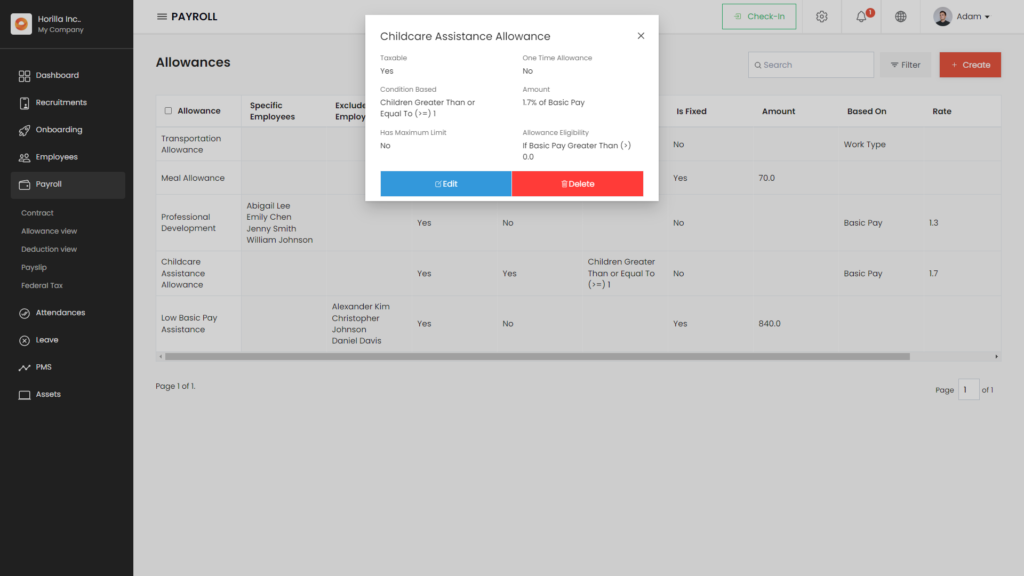 Horilla Inc..
My Company
Dashboard
Recruitments
Onboarding
Employees
Payroll
Contract
Allowance view
Deduction view
Payslip
Federal Tax
Attendances
Leave
PMS
Assets
PAYROLL
Check-In
1
Adam
Allowances
Search
Filter
+ Create
Allowance
Specific
Employees
Is Fixed
Amount
Based On
Rate
Transportation
Allowance
No
Work Type
Meal Allowance
Yes
70.0
Professional
Development
Abigail Lee
Emily Chen
Jenny Smith
William Johnson
Yes
No
No
Basic Pay
1.3
Childcare
Assistance
Allowance
Yes
Yes
Children Greater
Than or Equal To
(>=) 1
No
Basic Pay
1.7
Low Basic Pay
Assistance
Alexander Kim
Christopher
Johnson
Daniel Davis
Yes
No
Yes
840.0
Page 1 of 1.
Page 1 of 1
Childcare Assistance Allowance
Taxable
Yes
One Time Allowance
No
Condition Based
Children Greater Than or
Equal To (>=) 1
Amount
1.7% of Basic Pay
Has Maximum Limit
No
Allowance Eligibility
If Basic Pay Greater Than (>)
0.0
Edit
Delete